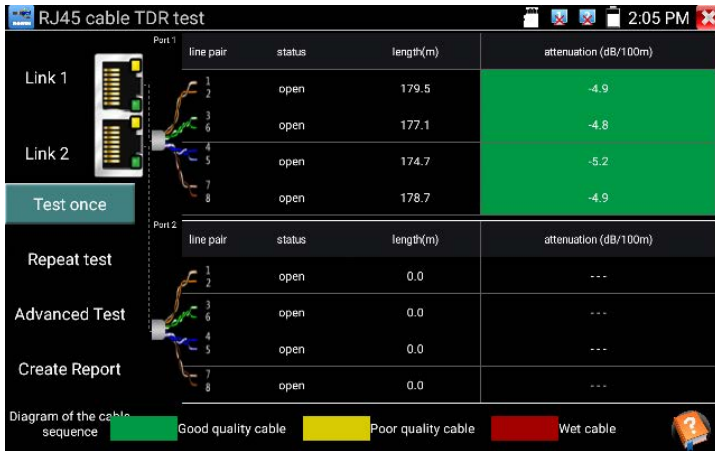 RJ45 cable TDR test
2:05 PM
Link 1
Link 2
Test once
Repeat test
Advanced Test
Create Report
Port 1
line pair status length(m) attenuation (dB/100m)
1 2 open 179.5 -4.9
3 6 open 177.1 -4.8
4 5 open 174.7 -5.2
7 8 open 178.7 -4.9
Port 2
line pair status length(m) attenuation (dB/100m)
1 2 open 0.0 ---
3 6 open 0.0 ---
4 5 open 0.0 ---
7 8 open 0.0 ---
Diagram of the cable
sequence
Good quality cable Poor quality cable Wet cable
?